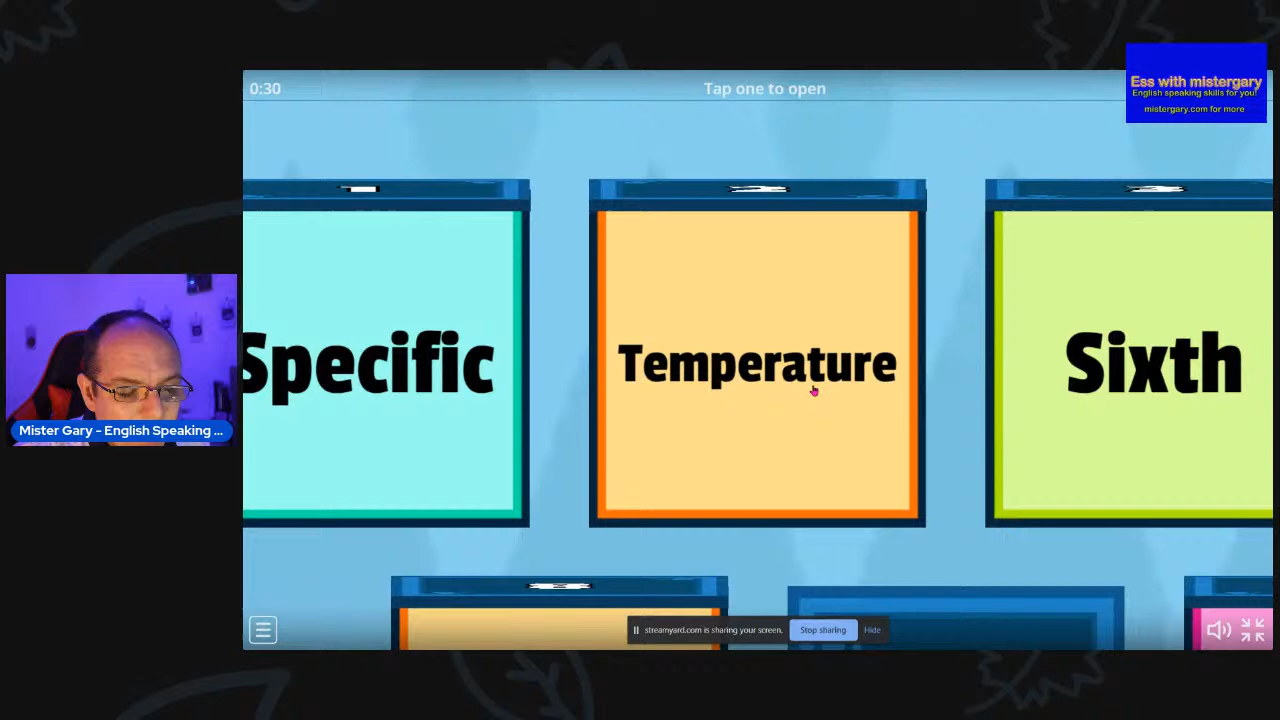 0:30
Tap one to open
Ess with mistergary
English speaking skills for you!
mistergary.com for more
Specific
Temperature
Sixth
Mister Gary - English Speaking ...
streamyard.com is sharing your screen.
Stop sharing
Hide